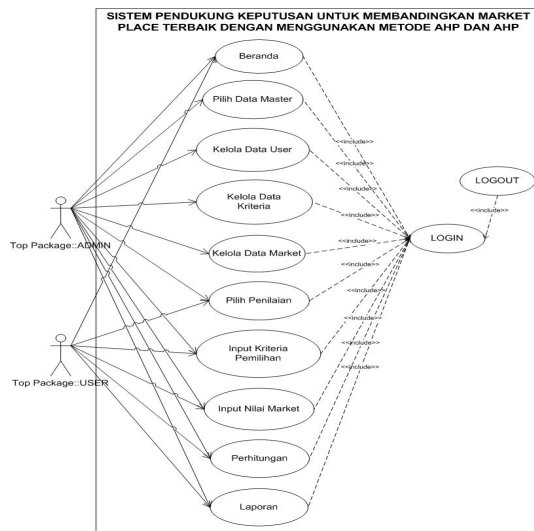 SISTEM PENDUKUNG KEPUTUSAN UNTUK MEMBANDINGKAN MARKET
PLACE TERBAIK DENGAN MENGGUNAKAN METODE AHP DAN AHP
Beranda
Pilih Data Master
<<include>>
Kelola Data User
<<include>>
<<include>>
LOGOUT
Kelola Data
Kriteria
<<include>>
<<include>>
Top Package::ADMIN
Kelola Data Market
<<include>>
LOGIN
<<include>>
Pilih Penilaian
<<include>>
<<include>>
Input Kriteria
Pemilihan
<<include>>
<<include>>
Top Package::USER
Input Nilai Market
Perhitungan
Laporan